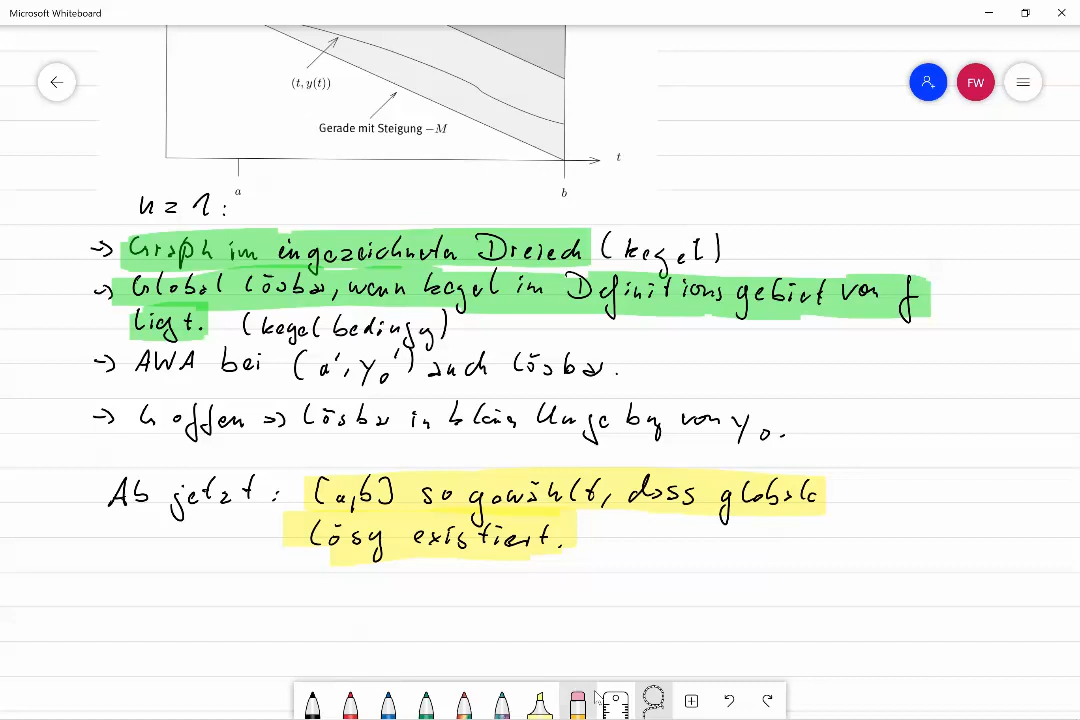 Microsoft Whiteboard
FW
(t, y(t))
Gerade mit Steigung −M
t
a
b
n = 1:
→ Graph im eingezeichneten Dreieck (Kegel)
→ Global lösbar, wenn Kegel im Definitionsgebiet von f
liegt. (Kegelbedingung)
→ AWA bei (a', y₀') auch lösbar.
→ G offen ⇒ lösbar in kleiner Umgebung von y₀.
Ab jetzt: [a,b] so gewählt, dass globale
Lösung existiert.